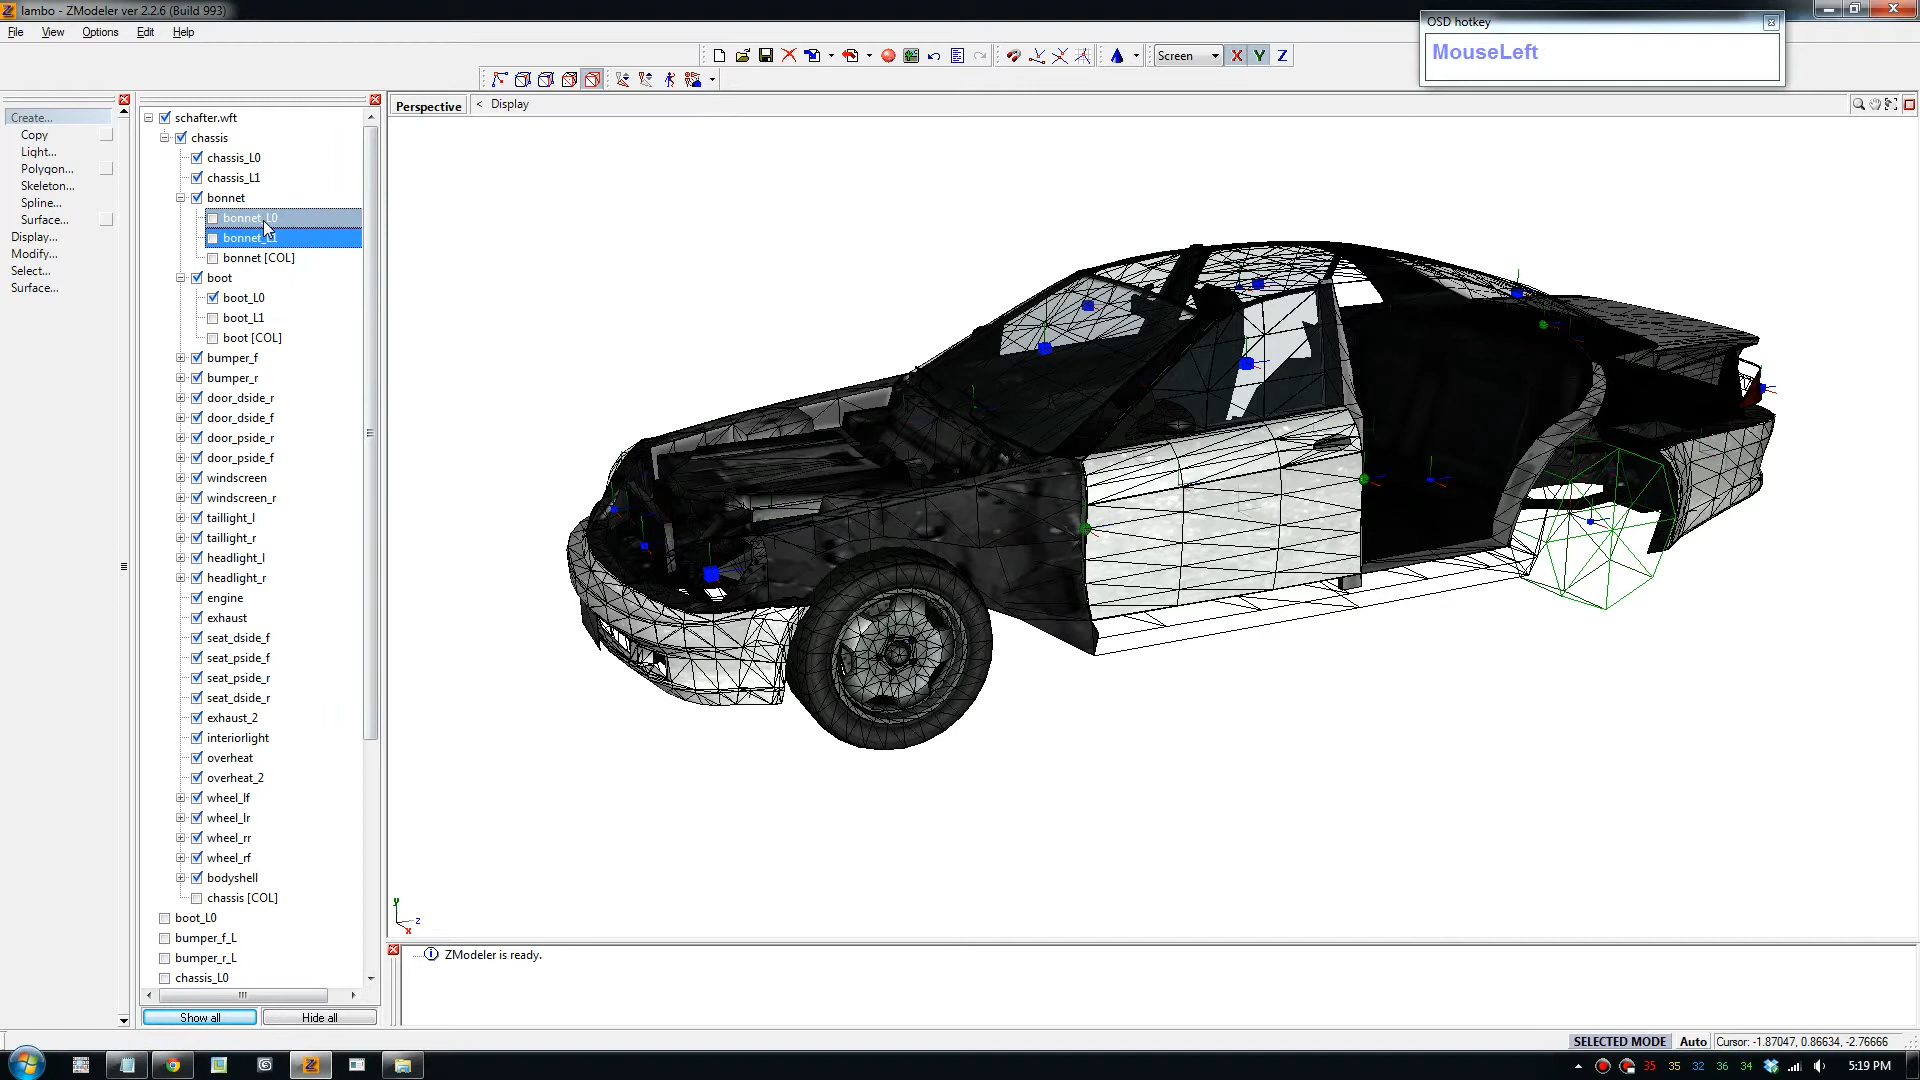 lambo - ZModeler ver 2.2.6 (Build 993)
File View Options Edit Help
OSD hotkey
MouseLeft
Screen X Y Z
Create...
Copy
Light...
Polygon...
Skeleton...
Spline...
Surface...
Display...
Modify...
Select...
Surface...
schafter.wft
chassis
chassis_L0
chassis_L1
bonnet
bonnet_L0
bonnet_L1
bonnet [COL]
boot
boot_L0
boot_L1
boot [COL]
bumper_f
bumper_r
door_dside_r
door_dside_f
door_pside_r
door_pside_f
windscreen
windscreen_r
taillight_l
taillight_r
headlight_l
headlight_r
engine
exhaust
seat_dside_f
seat_pside_f
seat_pside_r
seat_dside_r
exhaust_2
interiorlight
overheat
overheat_2
wheel_lf
wheel_lr
wheel_rr
wheel_rf
bodyshell
chassis [COL]
boot_L0
bumper_f_L
bumper_r_L
chassis_L0
Show all Hide all
Perspective < Display
y
z
x
ZModeler is ready.
SELECTED MODE Auto Cursor: -1.87047, 0.86634, -2.76666
35 35 32 36 34 5:19 PM